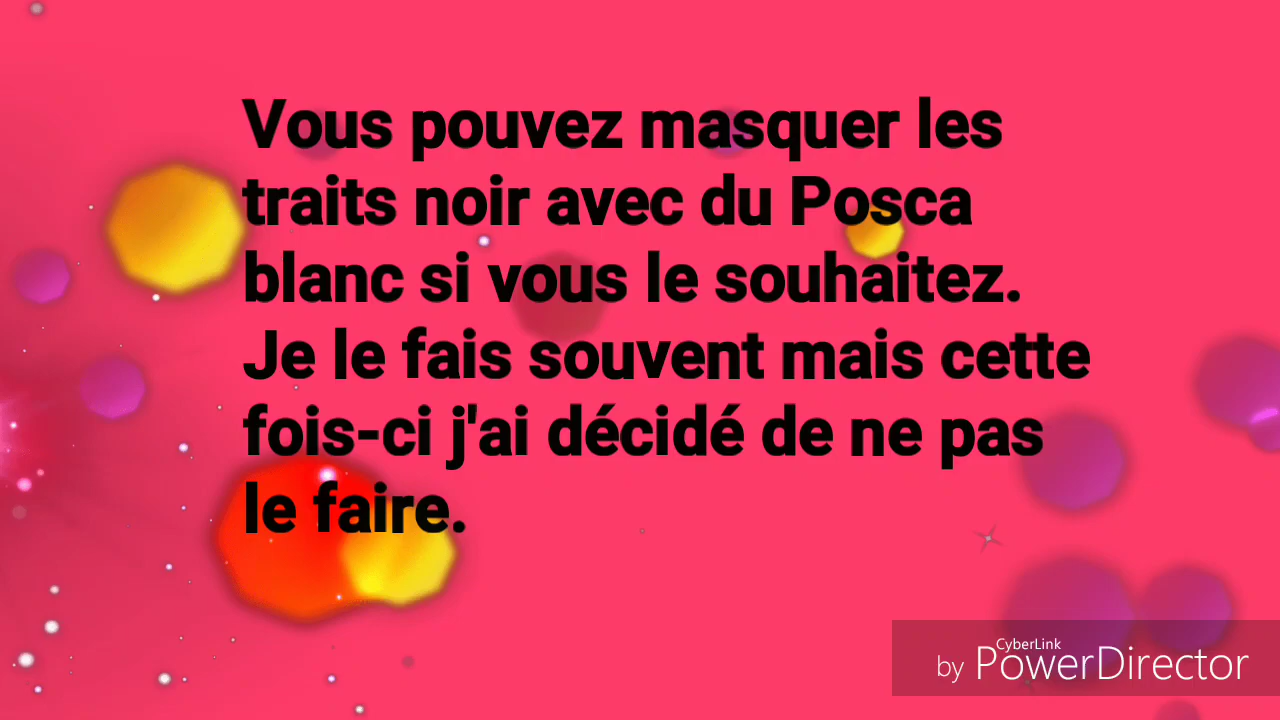 Vous pouvez masquer les
traits noir avec du Posca
blanc si vous le souhaitez.
Je le fais souvent mais cette
fois-ci j'ai décidé de ne pas
le faire.
CyberLink
by PowerDirector